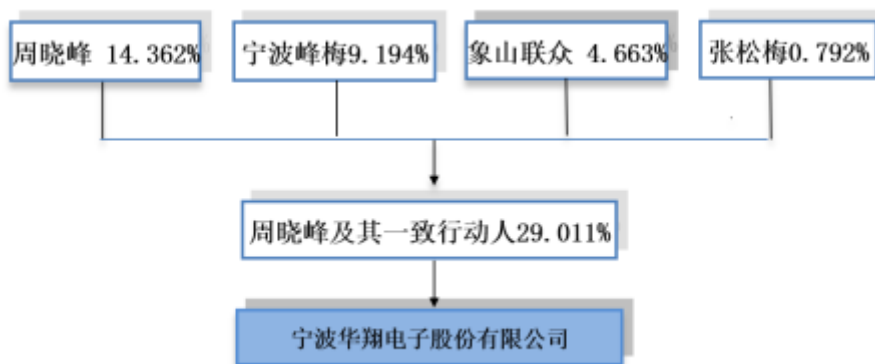 周晓峰 14.362%
宁波峰梅9.194%
象山联众 4.663%
张松梅0.792%
周晓峰及其一致行动人29.011%
宁波华翔电子股份有限公司